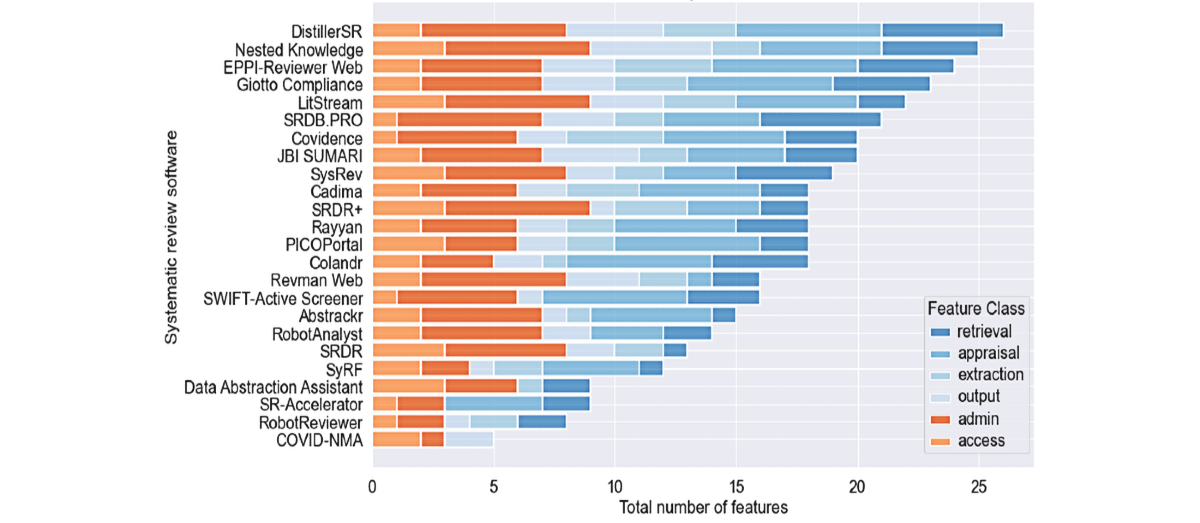 Systematic review software
DistillerSR
Nested Knowledge
EPPI-Reviewer Web
Giotto Compliance
LitStream
SRDB.PRO
Covidence
JBI SUMARI
SysRev
Cadima
SRDR+
Rayyan
PICOPortal
Colandr
Revman Web
SWIFT-Active Screener
Abstrackr
RobotAnalyst
SRDR
SyRF
Data Abstraction Assistant
SR-Accelerator
RobotReviewer
COVID-NMA
Feature Class
retrieval
appraisal
extraction
output
admin
access
0 5 10 15 20 25
Total number of features